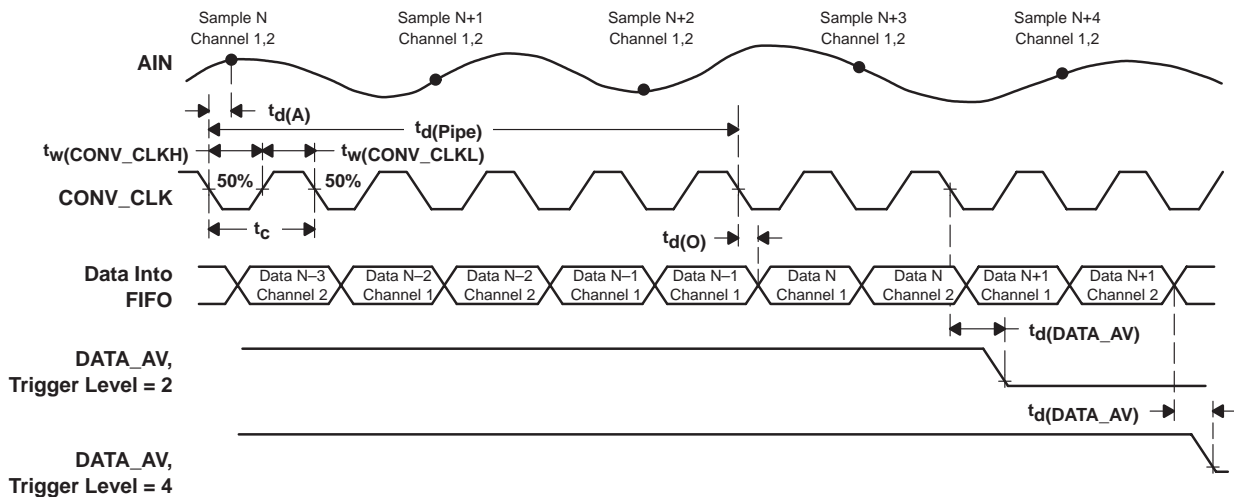 Sample N
Channel 1,2
Sample N+1
Channel 1,2
Sample N+2
Channel 1,2
Sample N+3
Channel 1,2
Sample N+4
Channel 1,2
AIN
td(A)
td(Pipe)
tw(CONV_CLKH)
tw(CONV_CLKL)
50%
50%
CONV_CLK
tc
td(O)
Data Into
FIFO
Data N–3
Channel 2
Data N–2
Channel 1
Data N–2
Channel 2
Data N–1
Channel 1
Data N–1
Channel 1
Data N
Channel 1
Data N
Channel 2
Data N+1
Channel 1
Data N+1
Channel 2
td(DATA_AV)
DATA_AV,
Trigger Level = 2
td(DATA_AV)
DATA_AV,
Trigger Level = 4